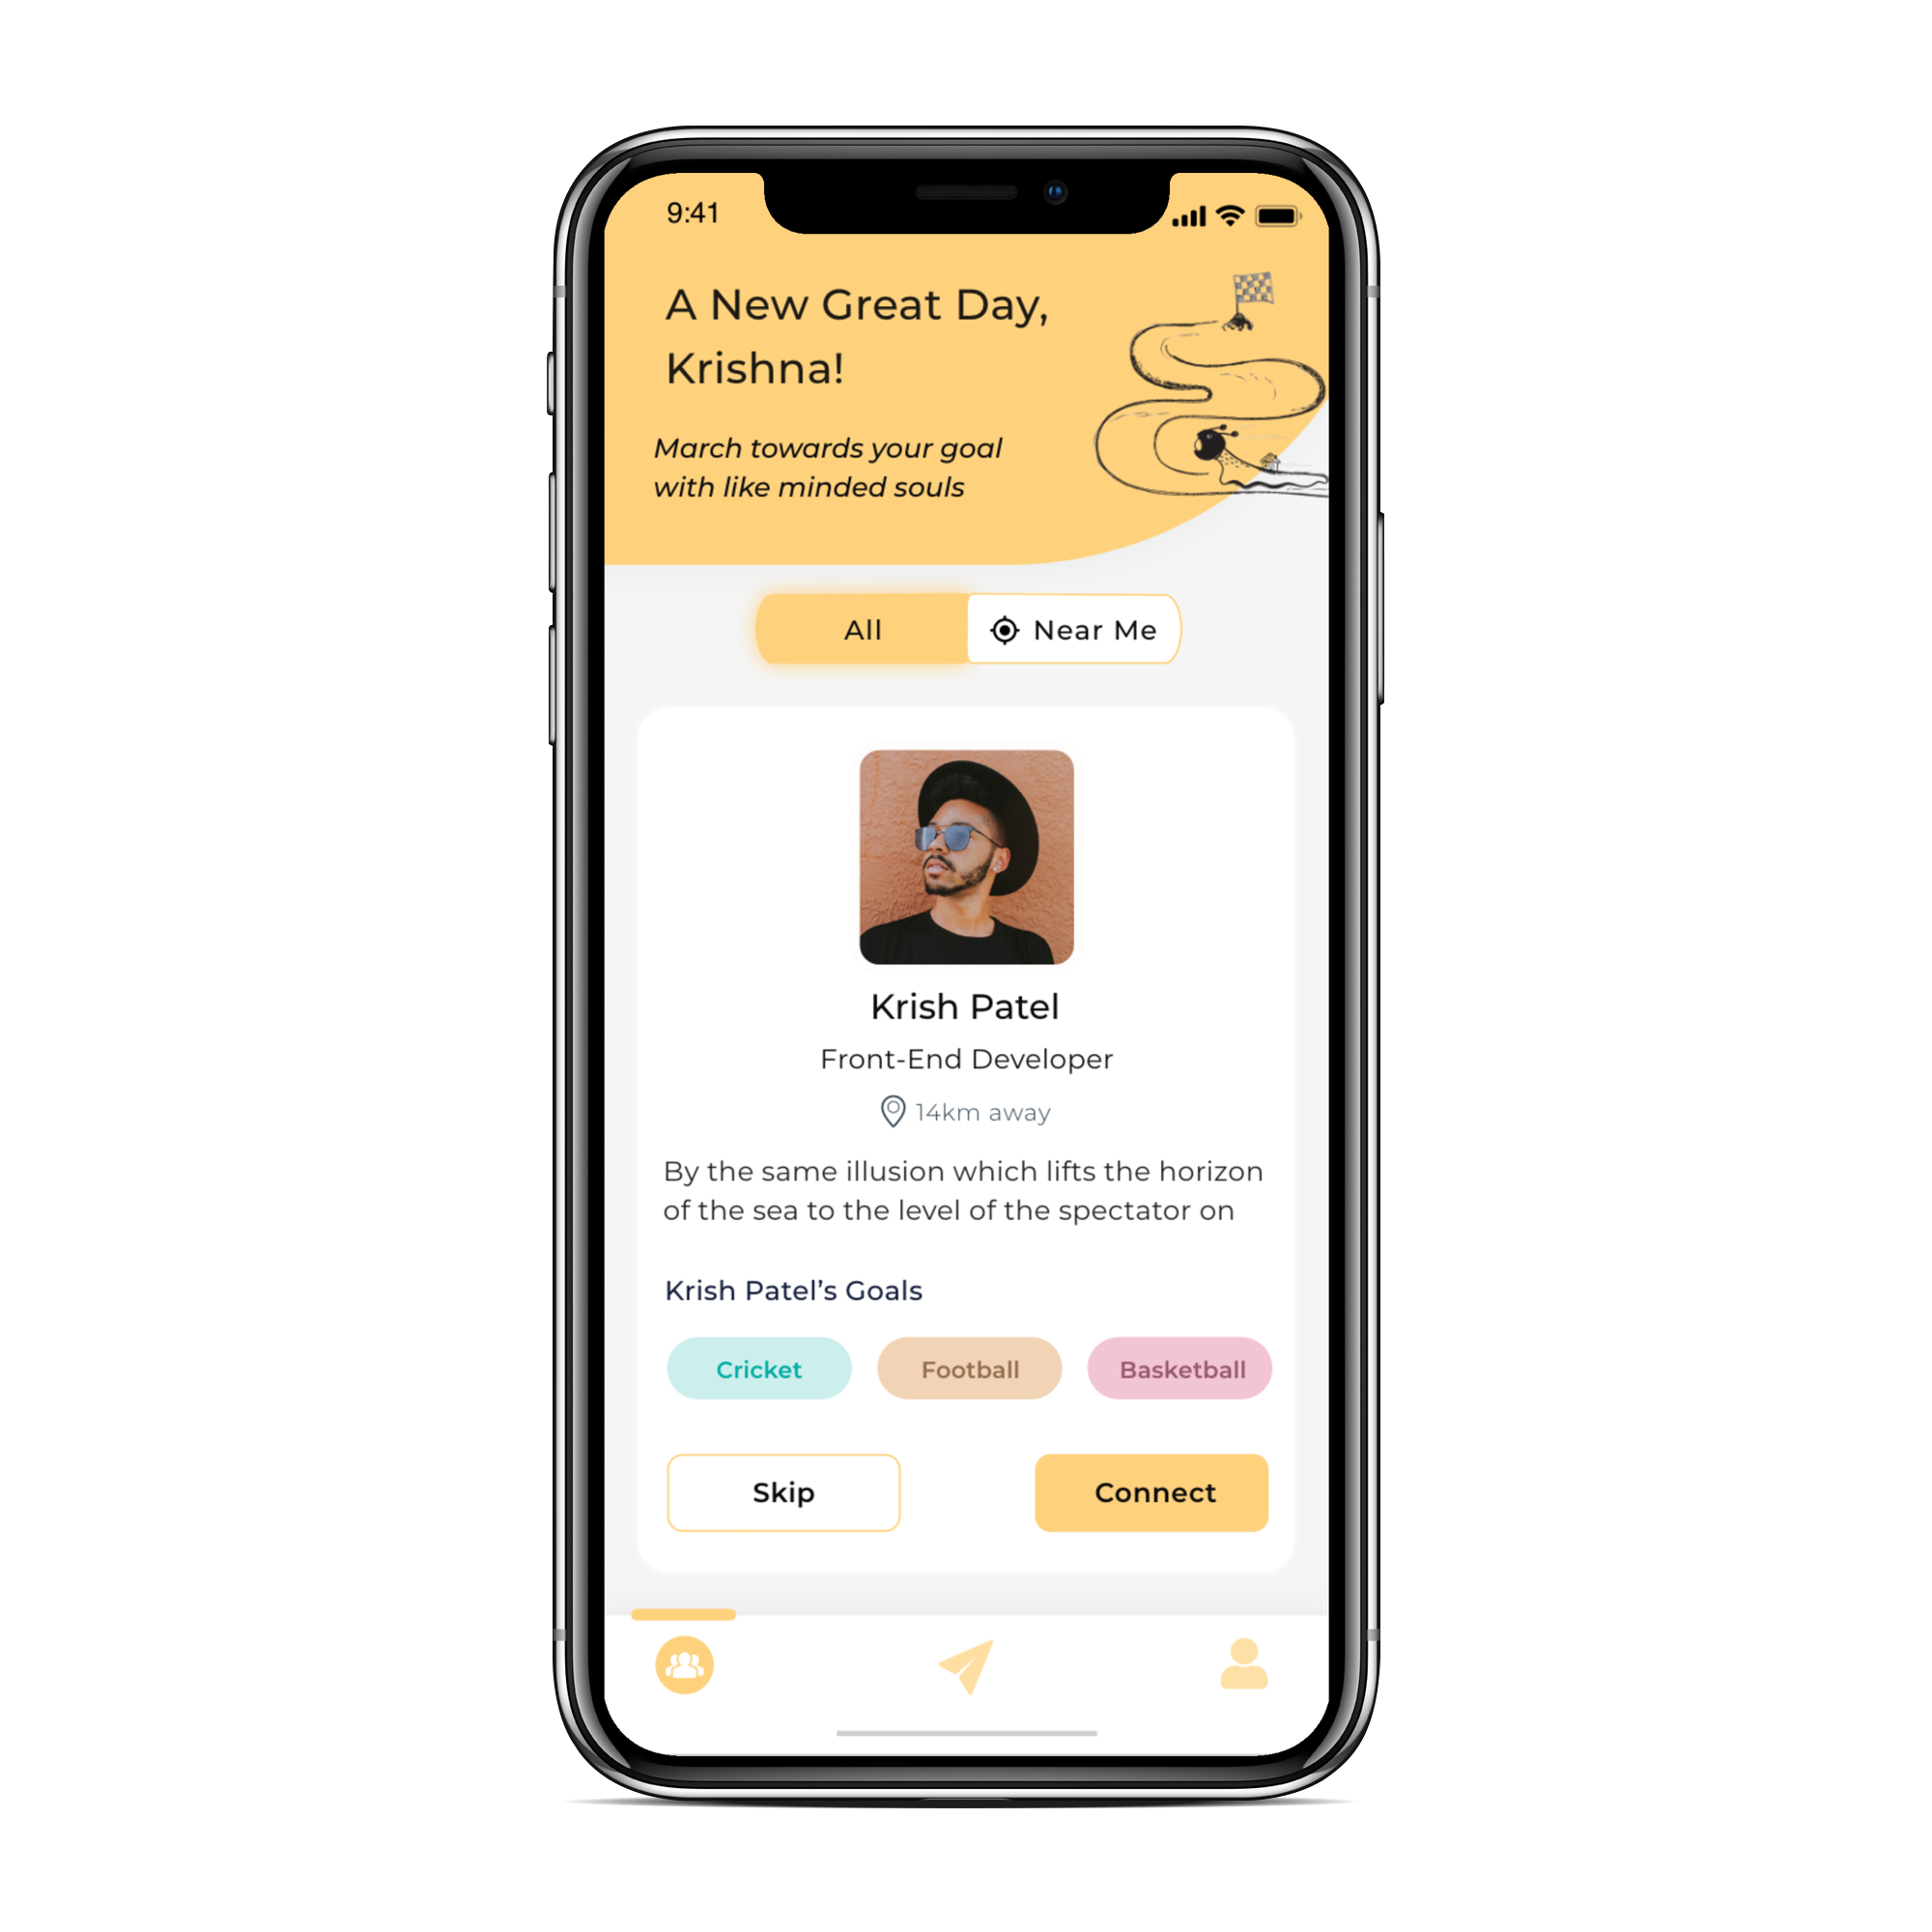 9:41
A New Great Day,
Krishna!
March towards your goal
with like minded souls
All
Near Me
Krish Patel
Front-End Developer
14km away
By the same illusion which lifts the horizon
of the sea to the level of the spectator on
Krish Patel’s Goals
Cricket
Football
Basketball
Skip
Connect